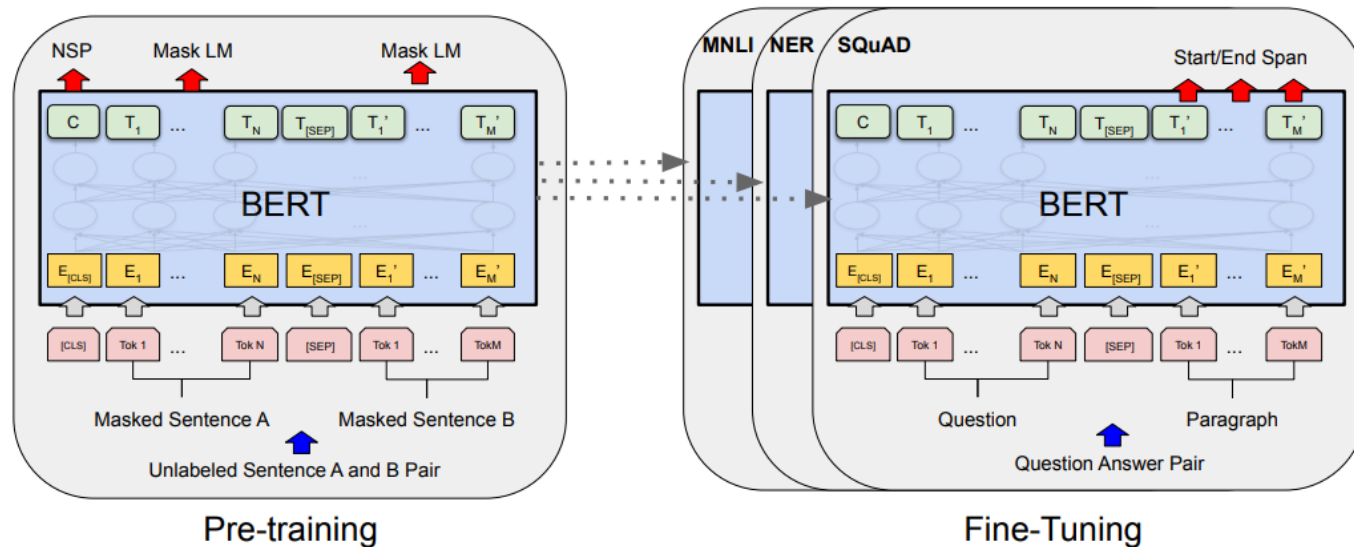 NSP Mask LM Mask LM
C T1 ... TN T[SEP] T1' ... TM'
...
BERT
...
E[CLS] E1 ... EN E[SEP] E1' ... EM'
[CLS] Tok 1 ... Tok N [SEP] Tok 1 ... TokM
Masked Sentence A Masked Sentence B
Unlabeled Sentence A and B Pair
Pre-training
MNLI NER SQuAD
Start/End Span
C T1 ... TN T[SEP] T1' ... TM'
...
BERT
...
E[CLS] E1 ... EN E[SEP] E1' ... EM'
[CLS] Tok 1 ... Tok N [SEP] Tok 1 ... TokM
Question Paragraph
Question Answer Pair
Fine-Tuning